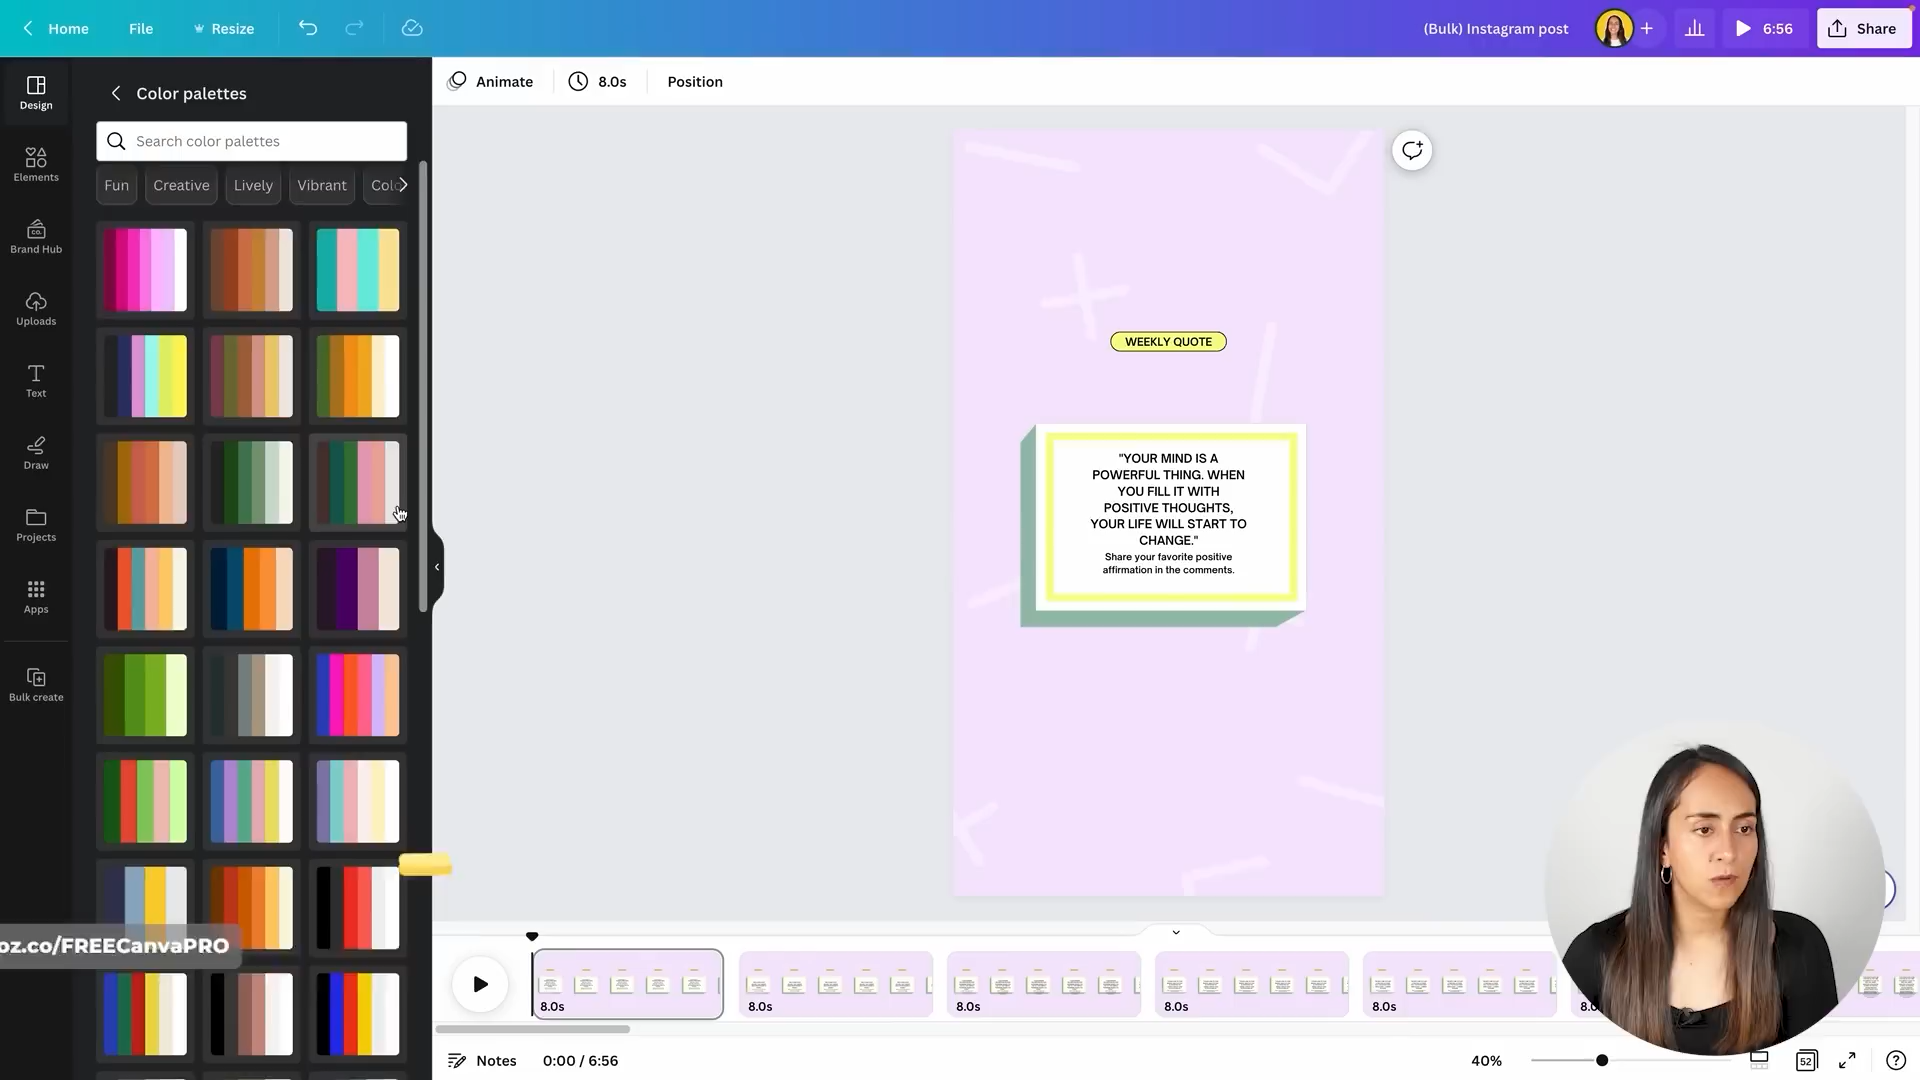 Home
File
Resize
(Bulk) Instagram post
6:56
Share
Design
Elements
Brand Hub
co.
Uploads
Text
Draw
Projects
Apps
Bulk create
Color palettes
Search color palettes
Fun
Creative
Lively
Vibrant
Animate
8.0s
Position
WEEKLY QUOTE
"YOUR MIND IS A
POWERFUL THING. WHEN
YOU FILL IT WITH
POSITIVE THOUGHTS,
YOUR LIFE WILL START TO
CHANGE."
Share your favorite positive
affirmation in the comments.
oz.co/FREECanvaPRO
8.0s
8.0s
8.0s
8.0s
8.0s
Notes
0:00 / 6:56
40%
52